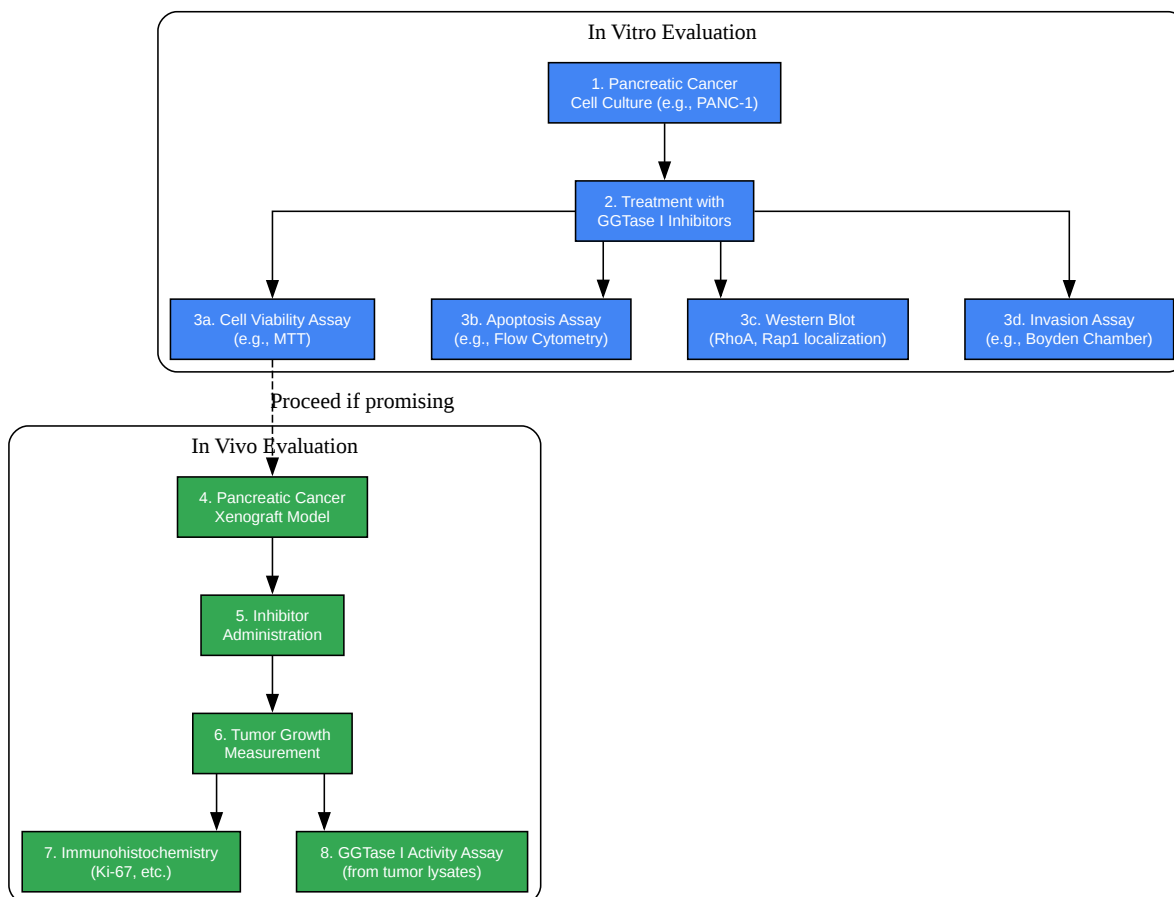 In Vitro Evaluation
1. Pancreatic Cancer
Cell Culture (e.g., PANC-1)
2. Treatment with
GGTase I Inhibitors
3a. Cell Viability Assay
(e.g., MTT)
3b. Apoptosis Assay
(e.g., Flow Cytometry)
3c. Western Blot
(RhoA, Rap1 localization)
3d. Invasion Assay
(e.g., Boyden Chamber)
Proceed if promising
In Vivo Evaluation
4. Pancreatic Cancer
Xenograft Model
5. Inhibitor
Administration
6. Tumor Growth
Measurement
7. Immunohistochemistry
(Ki-67, etc.)
8. GGTase I Activity Assay
(from tumor lysates)